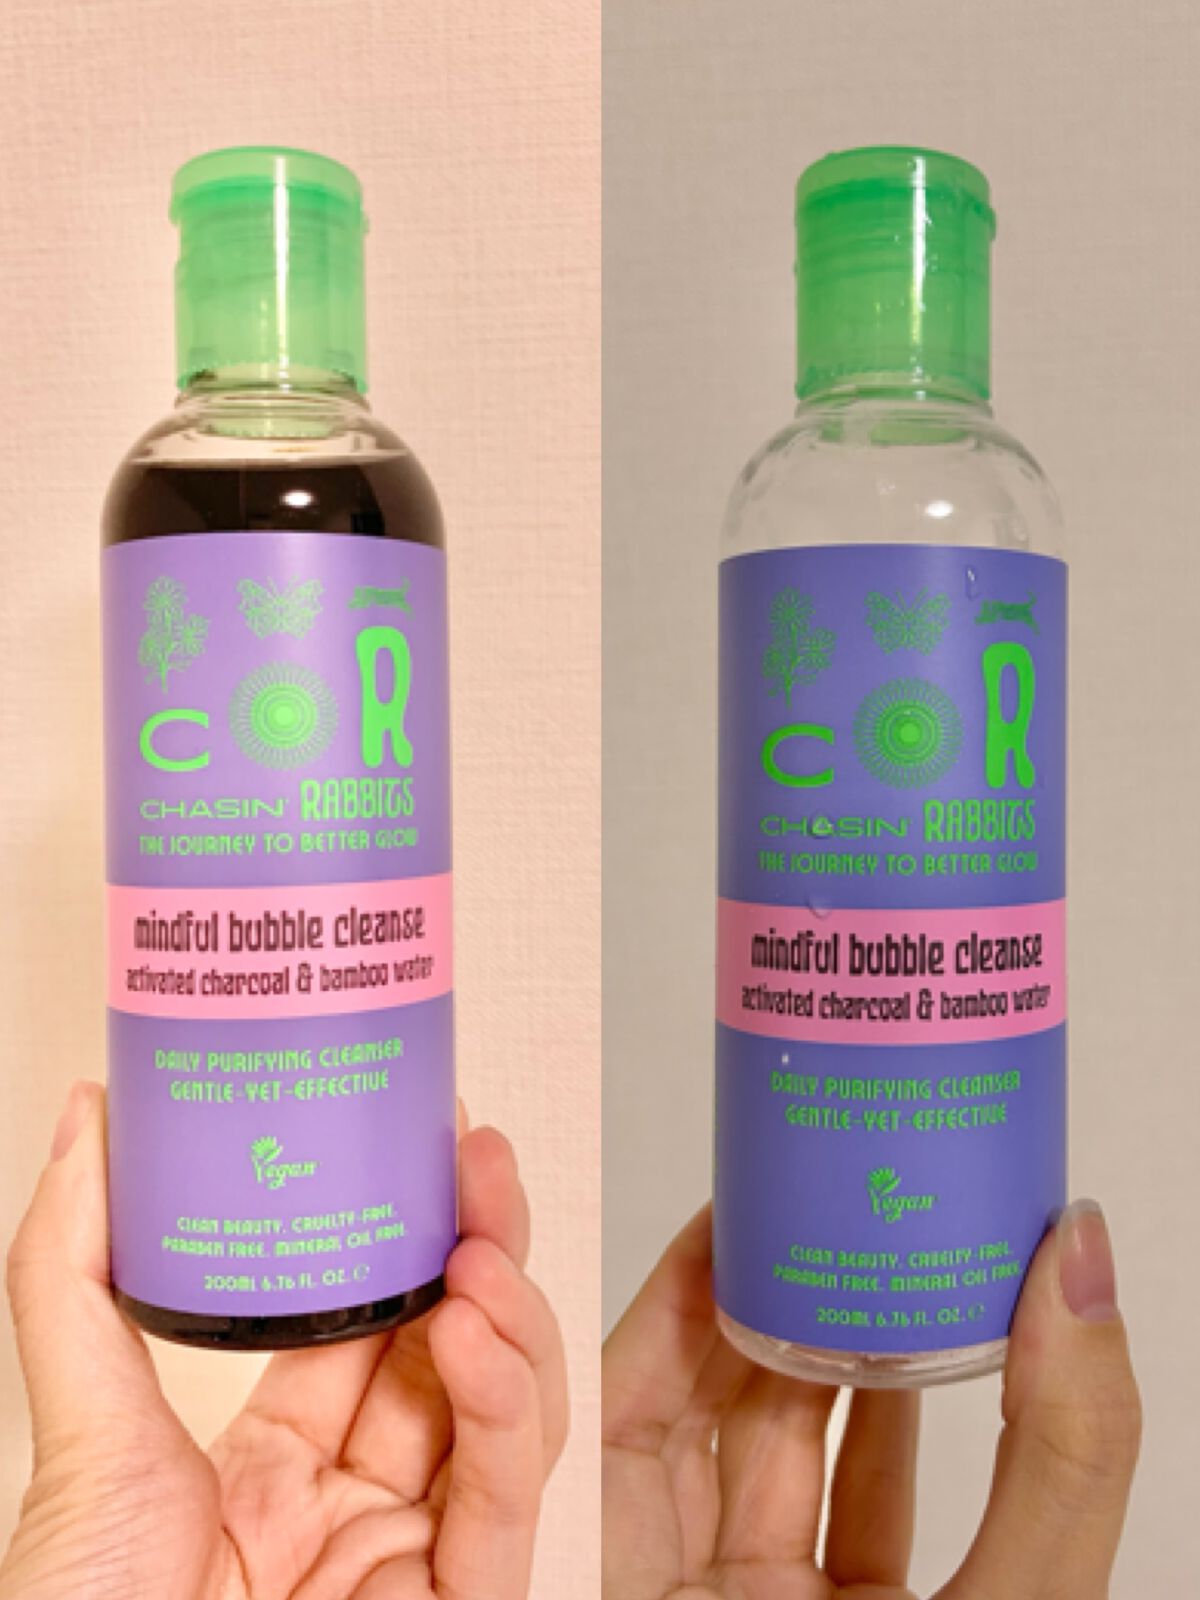 C R
CHASIN' RABBITS
THE JOURNEY TO BETTER GLOW
mindful bubble cleanse
activated charcoal & bamboo water
DAILY PURIFYING CLEANSER
GENTLE-YET-EFFECTIVE
Vegan
CLEAN BEAUTY. CRUELTY-FREE.
PARABEN FREE. MINERAL OIL FREE.
200ML 6.76 FL. OZ. ℮
C R
CHASIN' RABBITS
THE JOURNEY TO BETTER GLOW
mindful bubble cleanse
activated charcoal & bamboo water
DAILY PURIFYING CLEANSER
GENTLE-YET-EFFECTIVE
Vegan
CLEAN BEAUTY. CRUELTY-FREE.
PARABEN FREE. MINERAL OIL FREE.
200ML 6.76 FL. OZ. ℮